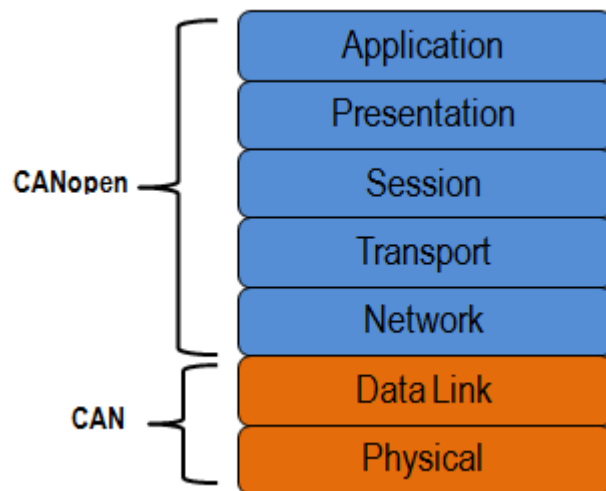 Application
Presentation
CANopen
Session
Transport
Network
Data Link
CAN
Physical